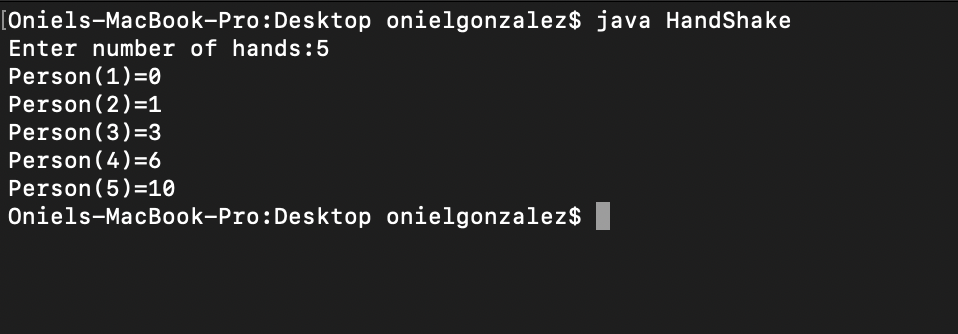 [Oniels-MacBook-Pro:Desktop onielgonzalez$ java HandShake
Enter number of hands:5
Person(1)=0
Person(2)=1
Person(3)=3
Person(4)=6
Person(5)=10
Oniels-MacBook-Pro:Desktop onielgonzalez$